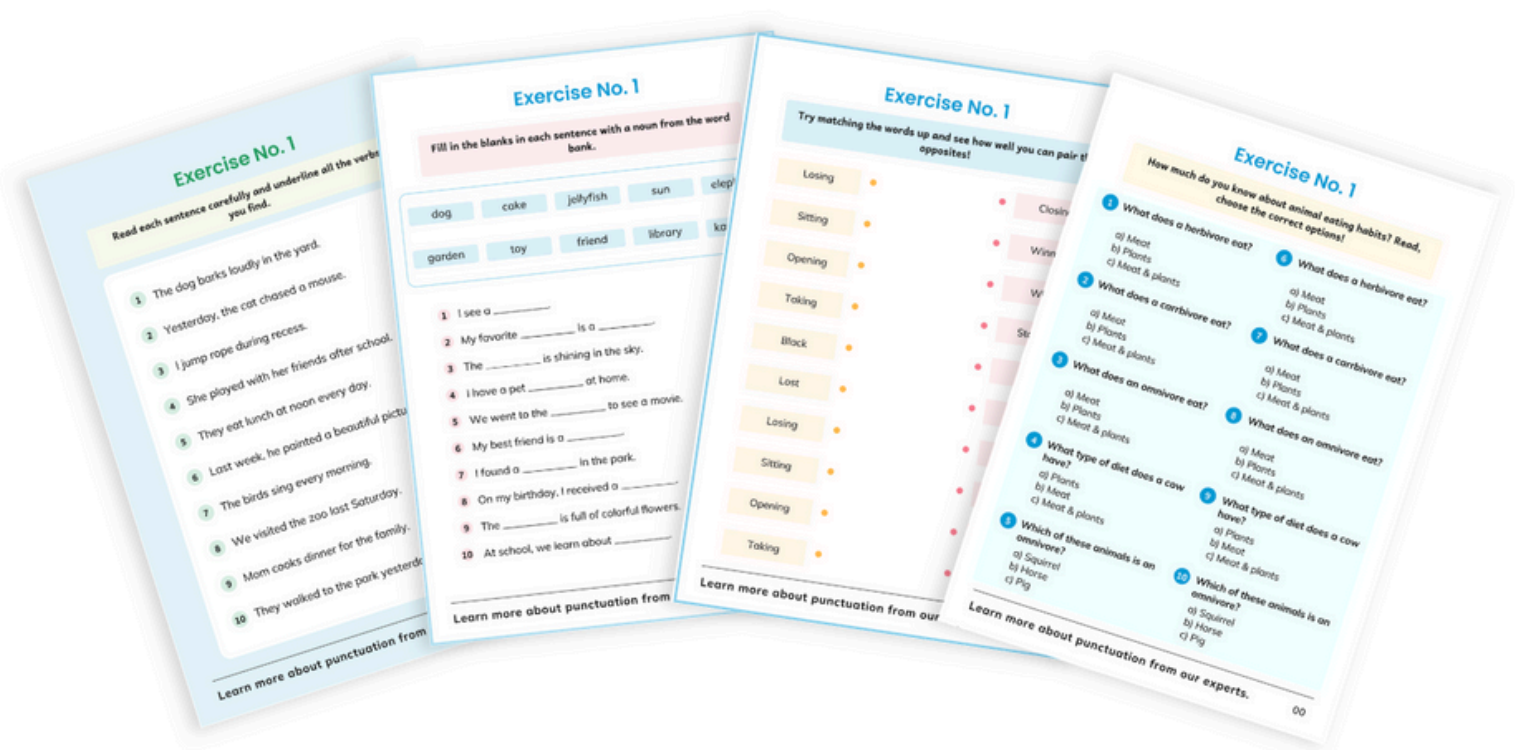 Exercise No. 1
Read each sentence carefully and underline all the verbs
you find.
1 The dog barks loudly in the yard.
2 Yesterday, the cat chased a mouse.
3 I jump rope during recess.
4 She played with her friends after school.
5 They eat lunch at noon every day.
6 Last week, he painted a beautiful
7 The birds sing every morning.
8 We visited the zoo last Saturday.
9 Mom cooks dinner for the family.
10 They walked to the park
Learn more about punctuation from
Exercise No. 1
Fill in the blanks in each sentence with a noun from the word
bank.
dog cake jellyfish sun
garden toy friend library
1 I see a ________.
2 My favorite ________ is a ________.
3 The ________ is shining in the sky.
4 I have a pet ________ at home.
5 We went to the ________ to see a movie.
6 My best friend is a ________.
7 I found a ________ in the park.
8 On my birthday, I received a ________.
9 The ________ is full of colorful flowers.
10 At school, we learn about ________.
Learn more about punctuation from
Exercise No. 1
Try matching the words up and see how well you can pair
opposites!
Losing
Sitting
Opening
Taking
Black
Lost
Losing
Sitting
Opening
Taking
Learn more about punctuation from our
Exercise No. 1
How much do you know about animal eating habits? Read,
choose the correct options!
1 What does a herbivore eat?
a) Meat
b) Plants
c) Meat & plants
2 What does a carrbivore eat?
a) Meat
b) Plants
c) Meat & plants
3 What does an omnivore eat?
a) Meat
b) Plants
c) Meat & plants
4 What type of diet does a cow
have?
a) Plants
b) Meat
c) Meat & plants
5 Which of these animals is an
omnivore?
a) Squirrel
b) Horse
c) Pig
6 What does a herbivore eat?
a) Meat
b) Plants
c) Meat & plants
7 What does a carrbivore eat?
a) Meat
b) Plants
c) Meat & plants
8 What does an omnivore eat?
a) Meat
b) Plants
c) Meat & plants
9 What type of diet does a cow
have?
a) Plants
b) Meat
c) Meat & plants
10 Which of these animals is an
omnivore?
a) Squirrel
b) Horse
c) Pig
Learn more about punctuation from our experts.
00